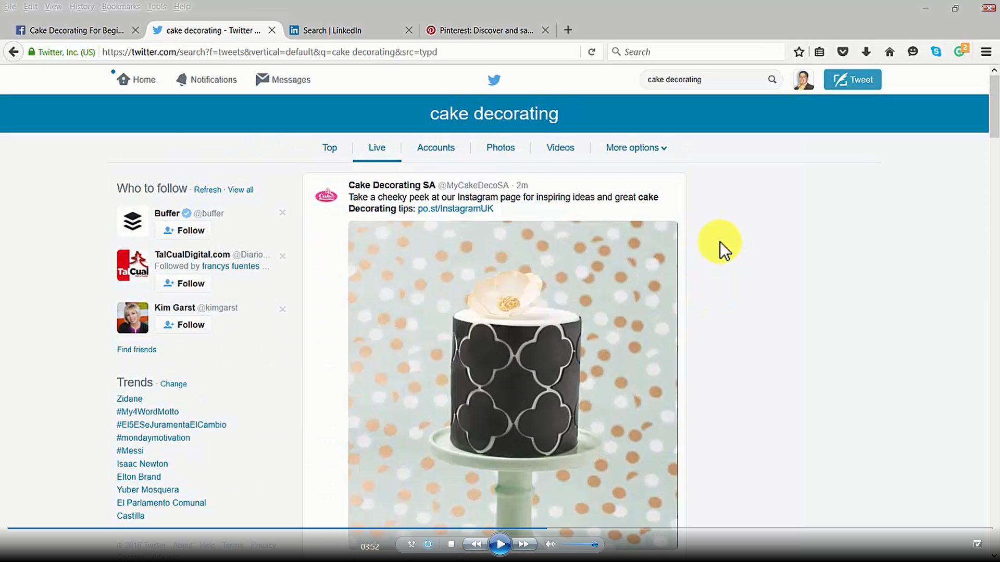 File Edit View History Bookmarks Tools Help
Cake Decorating For Begi...
cake decorating - Twitter ...
Search | LinkedIn
Pinterest: Discover and sa...
Twitter, Inc. (US)
https://twitter.com/search?f=tweets&vertical=default&q=cake decorating&src=typd
Search
2
Home
Notifications
Messages
cake decorating
Tweet
cake decorating
Top
Live
Accounts
Photos
Videos
More options
Who to follow · Refresh · View all
Buffer @buffer
Follow
TalCualDigital.com @Diario...
Followed by francys fuentes ...
TalCual
Follow
Kim Garst @kimgarst
Follow
Find friends
Trends · Change
Zidane
#My4WordMotto
#El5ESeJuramentaElCambio
#mondaymotivation
#Messi
Isaac Newton
Elton Brand
Yuber Mosquera
El Parlamento Comunal
Castilla
© 2016 Twitter About Help Terms Privacy
Cake Decorating SA @MyCakeDecoSA · 2m
Take a cheeky peek at our Instagram page for inspiring ideas and great cake
Decorating tips: po.st/InstagramUK
03:52